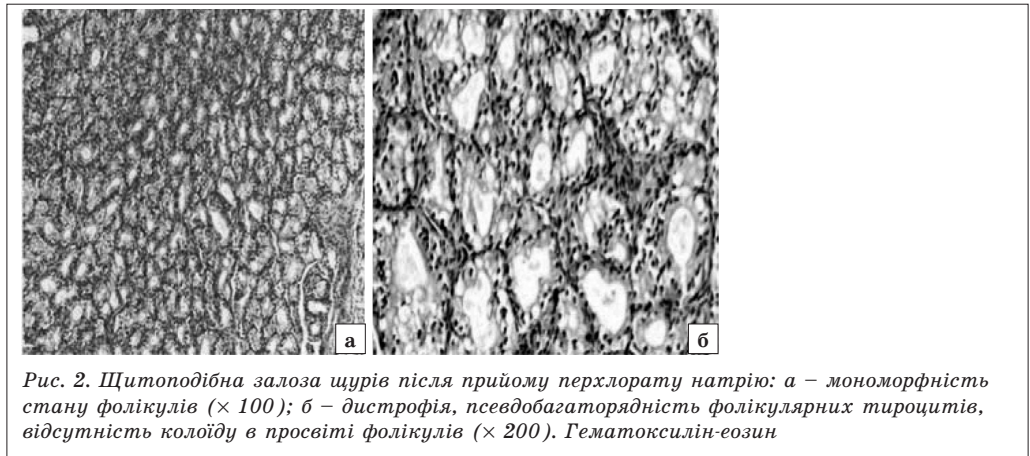 а
б
Рис. 2. Щитоподібна залоза щурів після прийому перхлорату натрію: а – мономорфність
стану фолікулів (× 100); б – дистрофія, псевдобагаторядність фолікулярних тироцитів,
відсутність колоїду в просвіті фолікулів (× 200). Гематоксилін-еозин